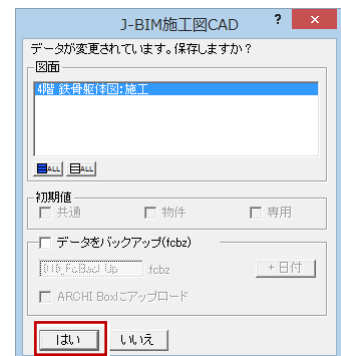 J-BIM施工図CAD ? ×
データが変更されています。保存しますか?
図面
4階 鉄骨躯体図:施工
ALL ALL
初期値
共通 物件 専用
データをバックアップ(fcbz)
.fcbz +日付
ARCHI Boxにアップロード
はい いいえ